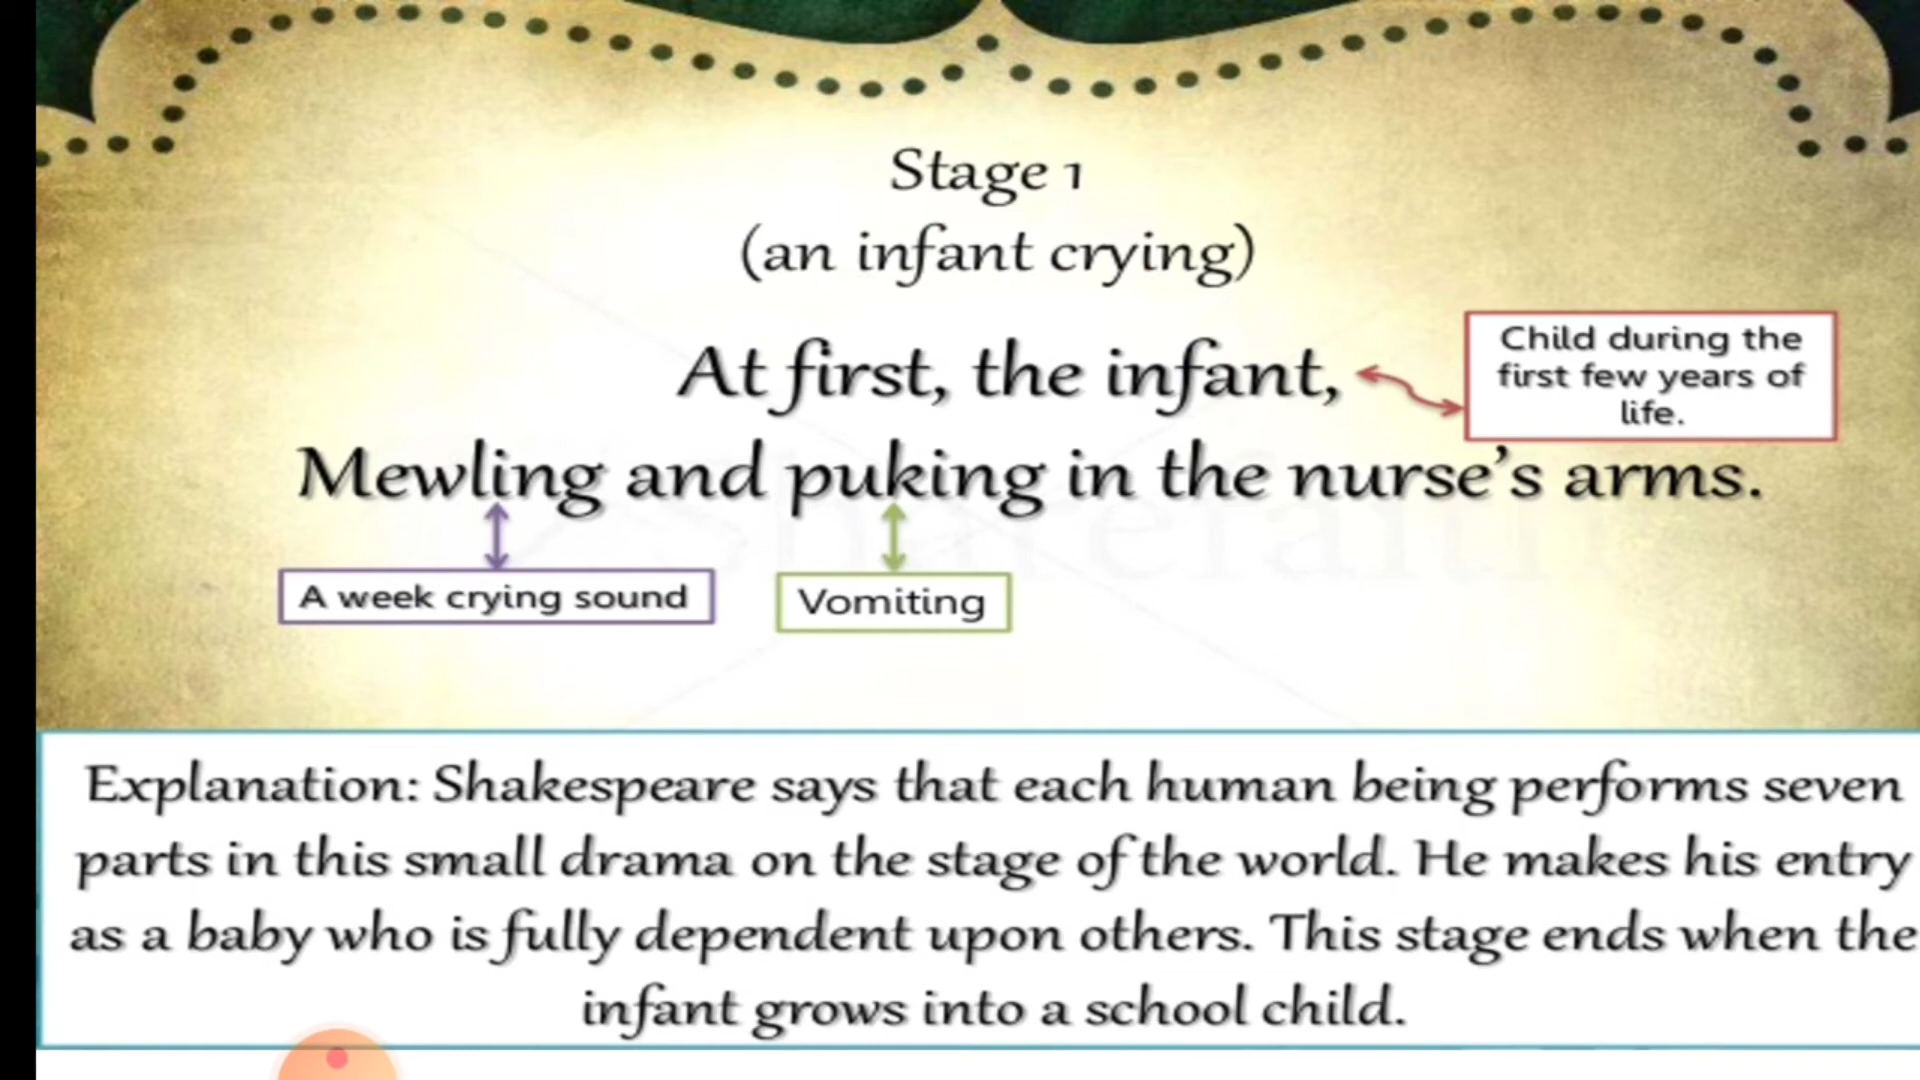 Stage 1
(an infant crying)
At first, the infant,
Child during the
first few years of
life.
Mewling and puking in the nurse's arms.
A week crying sound
Vomiting
Explanation: Shakespeare says that each human being performs seven
parts in this small drama on the stage of the world. He makes his entry
as a baby who is fully dependent upon others. This stage ends when the
infant grows into a school child.